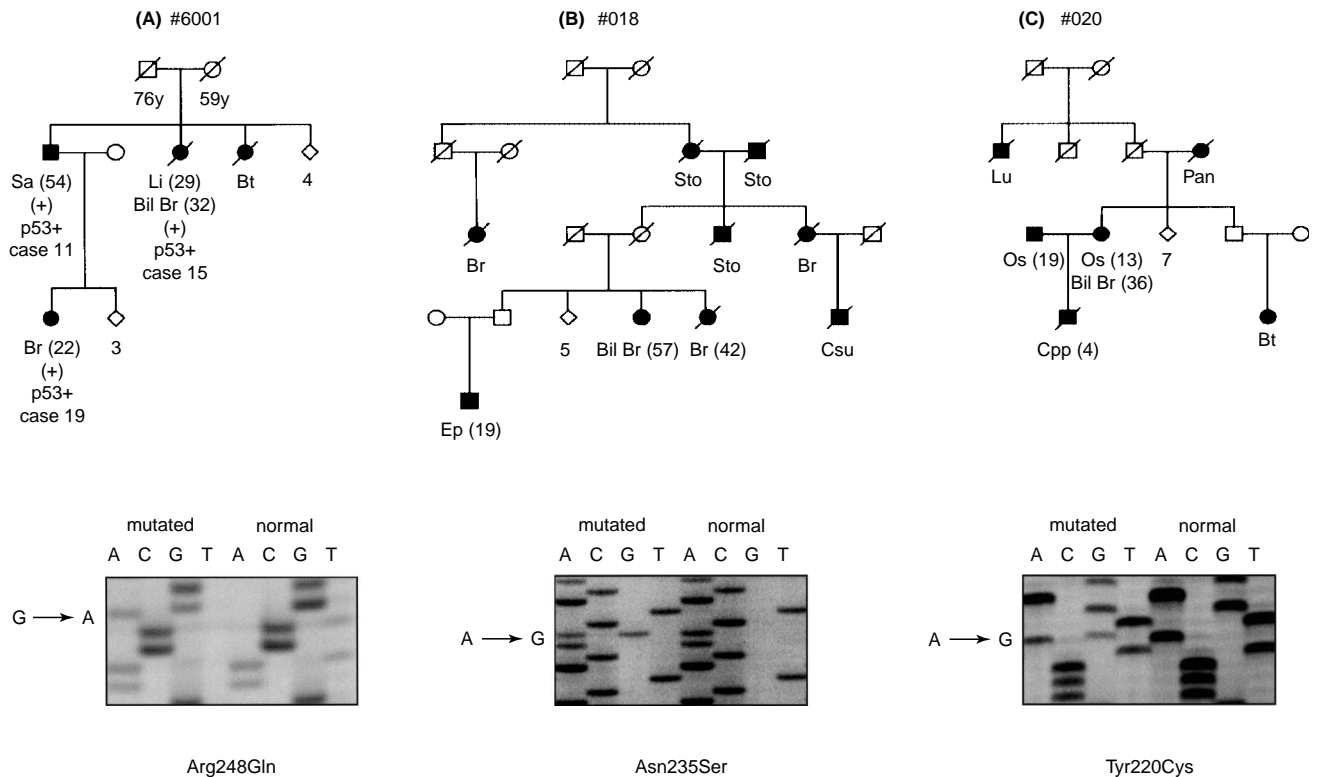 (A) #6001
76y 59y
Sa (54)
(+)
p53+
case 11
Li (29)
Bil Br (32)
(+)
p53+
case 15
Bt
4
Br (22)
(+)
p53+
case 19
3
(B) #018
Sto Sto
Br
Sto
Br
5
Bil Br (57)
Br (42)
Csu
Ep (19)
(C) #020
Lu
Pan
Os (19)
Os (13)
Bil Br (36)
7
Cpp (4)
Bt
mutated normal
A C G T A C G T
G → A
Arg248Gln
mutated normal
A C G T A C G T
A → G
Asn235Ser
mutated normal
A C G T A C G T
A → G
Tyr220Cys